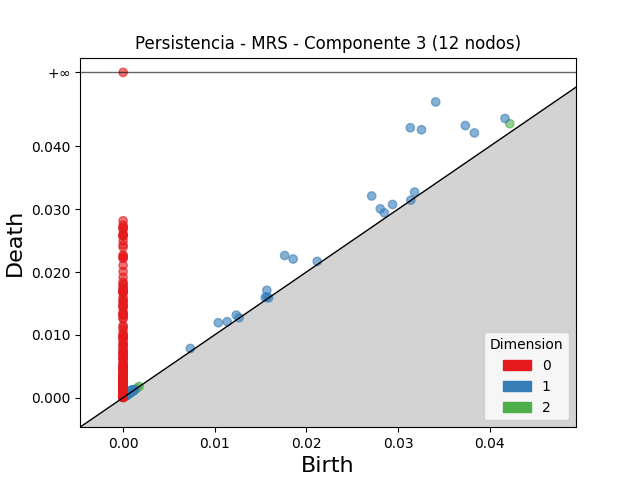 Persistencia - MRS - Componente 3 (12 nodos)
+∞
0.040
0.030
0.020
0.010
0.000
Death
Dimension
0
1
2
0.00 0.01 0.02 0.03 0.04
Birth